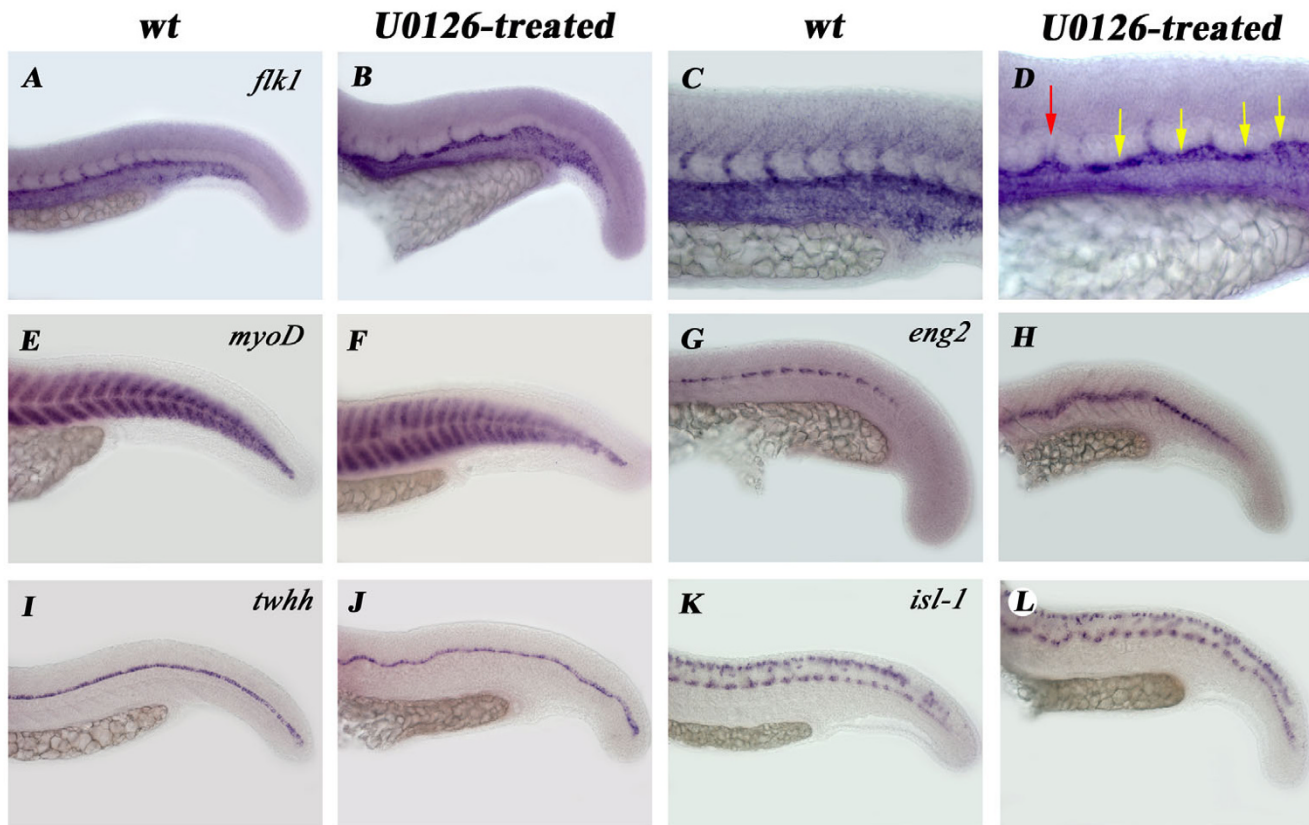 wt U0126-treated wt U0126-treated
A flk1 B C D
E myoD F G eng2 H
I twhh J K isl-1 L